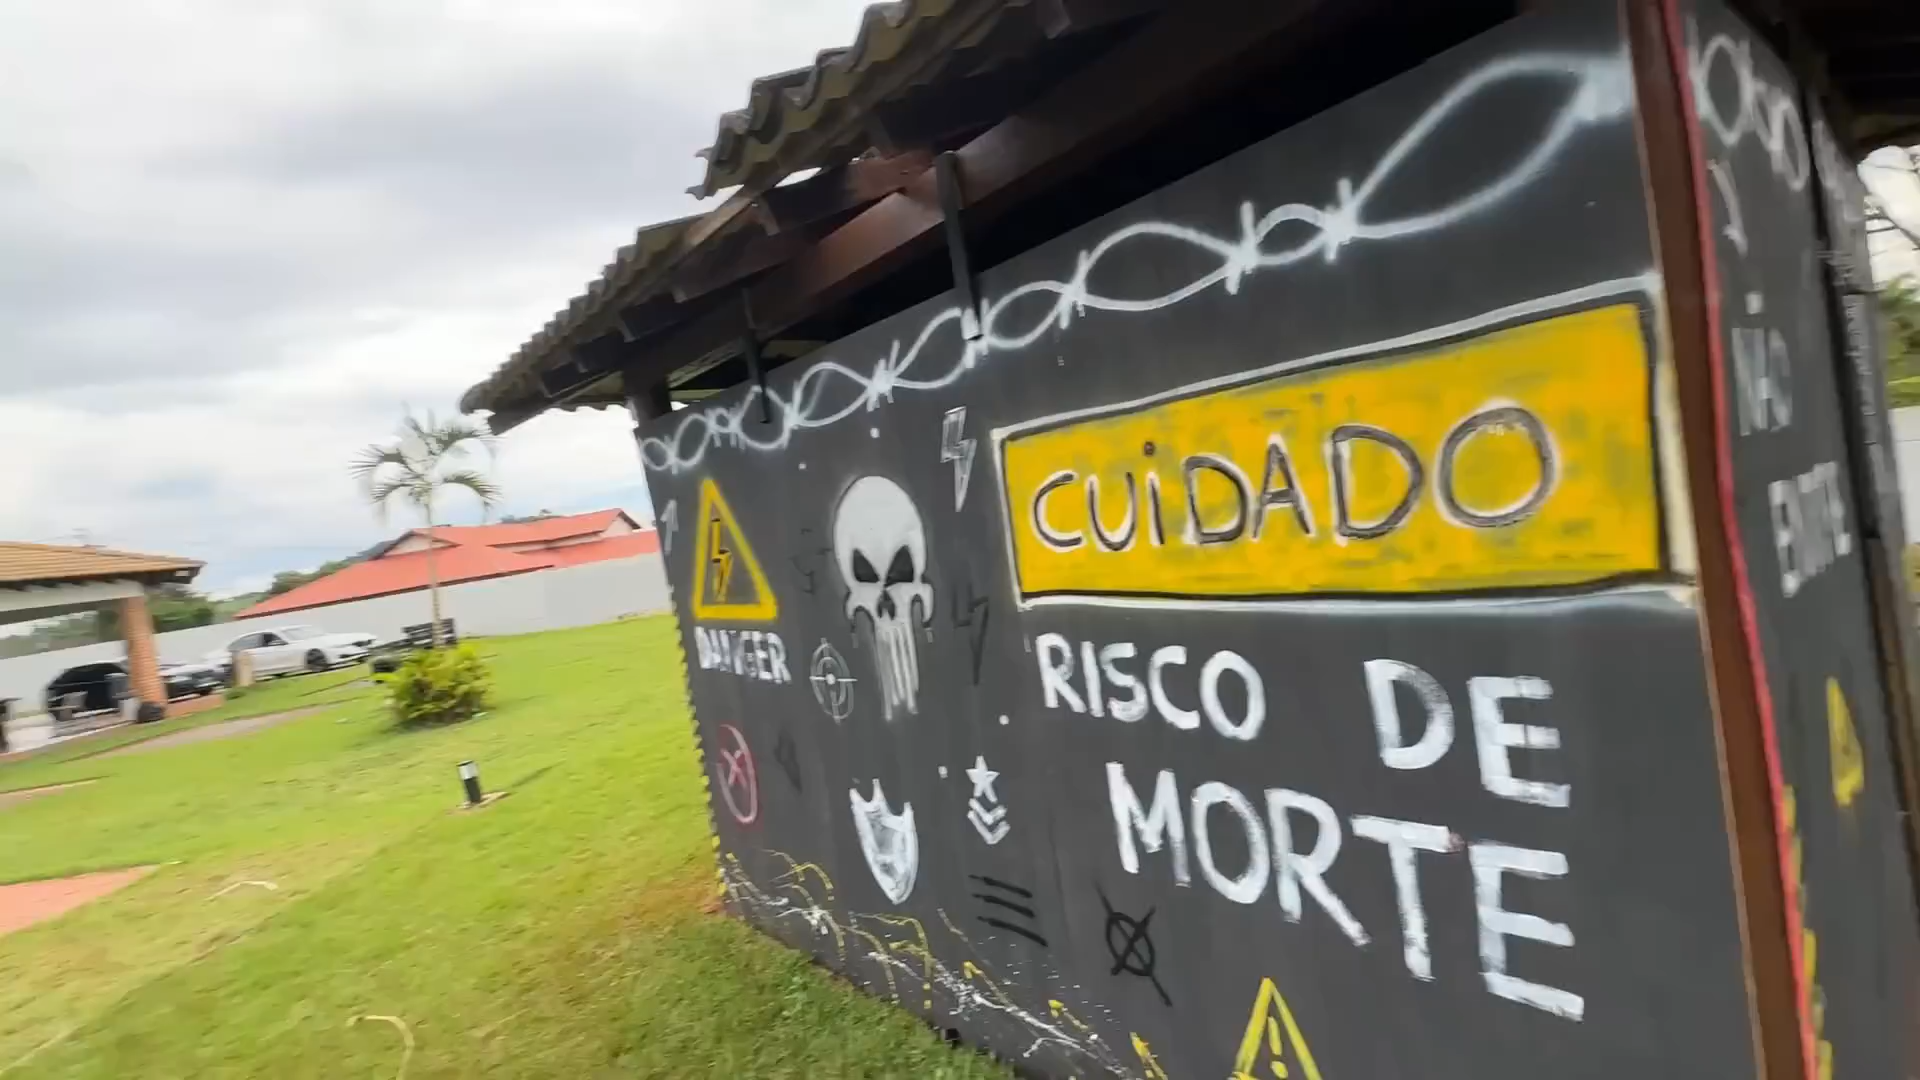 CUiDADO
RISCO DE
MORTE
DANGER
NÃO
ENTRE